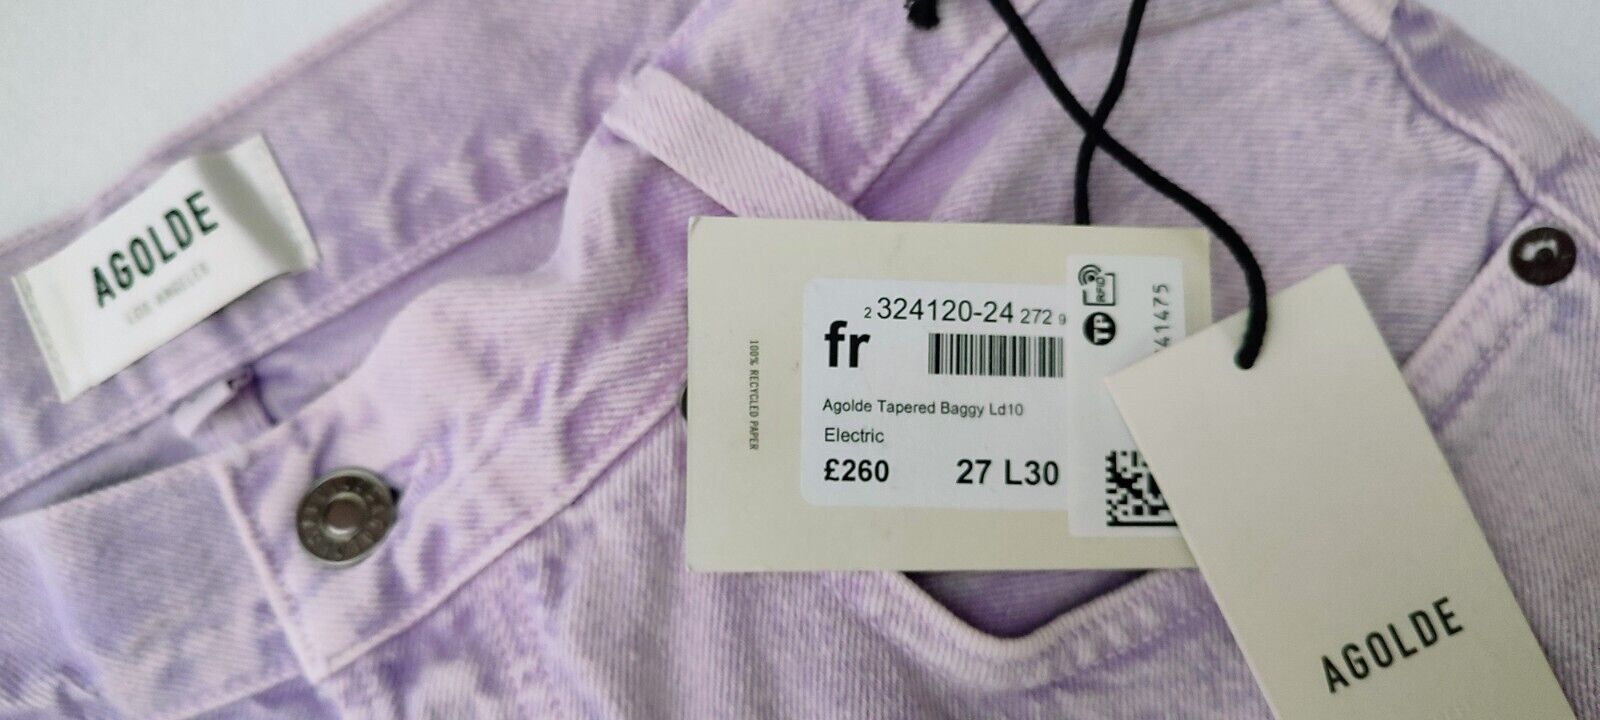 AGOLDE
LOS ANGELES
100% RECYCLED PAPER
2 324120-24 272 9
fr
Agolde Tapered Baggy Ld10
Electric
£260 27 L30
RFID
41475
AGOLDE